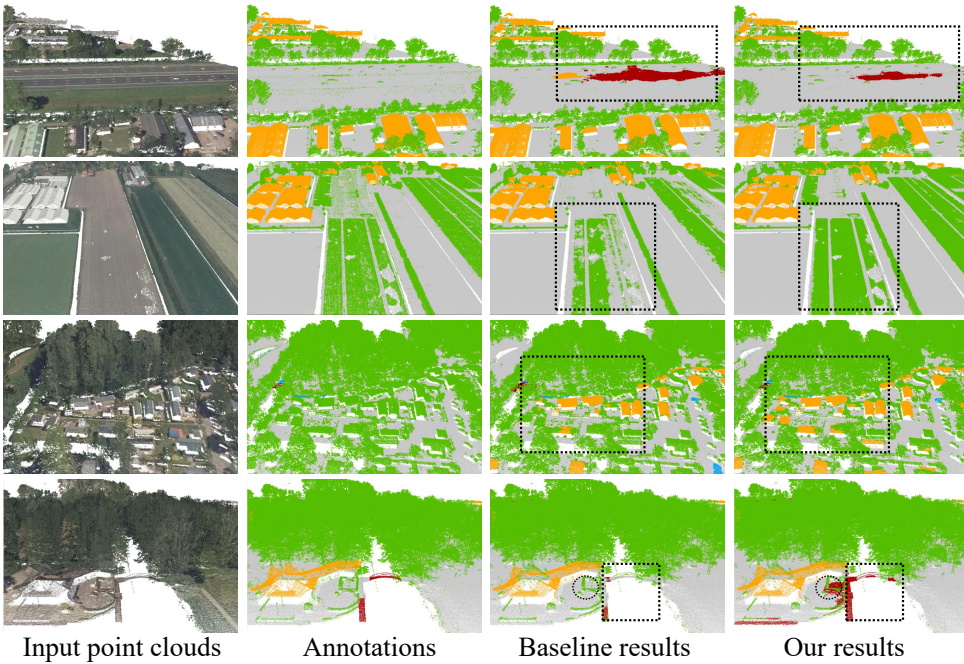 Input point clouds
Annotations
Baseline results
Our results